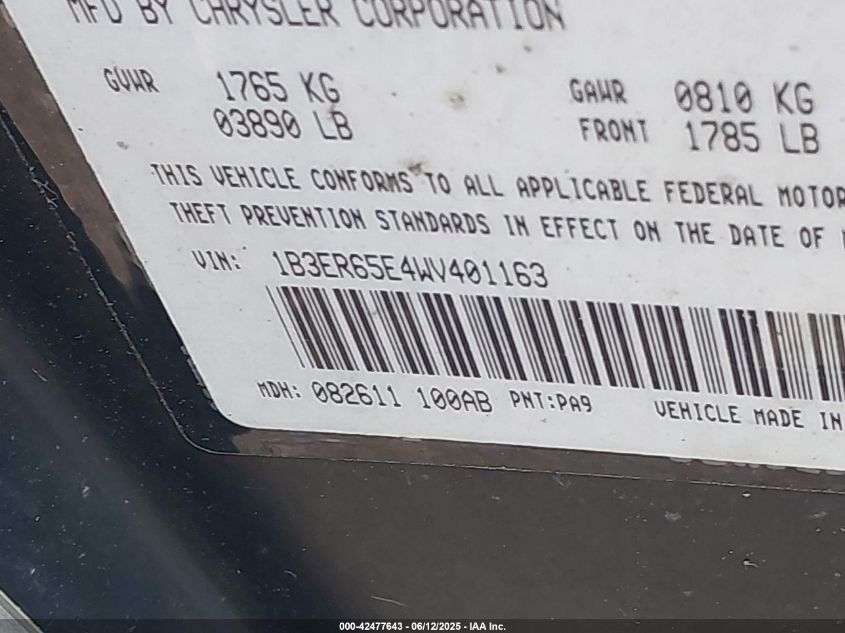 MFD BY CHRYSLER CORPORATION
GVWR 1765 KG GAWR 0810 KG
03890 LB FRONT 1785 LB
THIS VEHICLE CONFORMS TO ALL APPLICABLE FEDERAL MOTOR
THEFT PREVENTION STANDARDS IN EFFECT ON THE DATE OF
VIN: 1B3ER65E4WV401163
MDH: 082611 100AB PNT:PA9 VEHICLE MADE IN
000-42477643 - 06/12/2025 - IAA Inc.